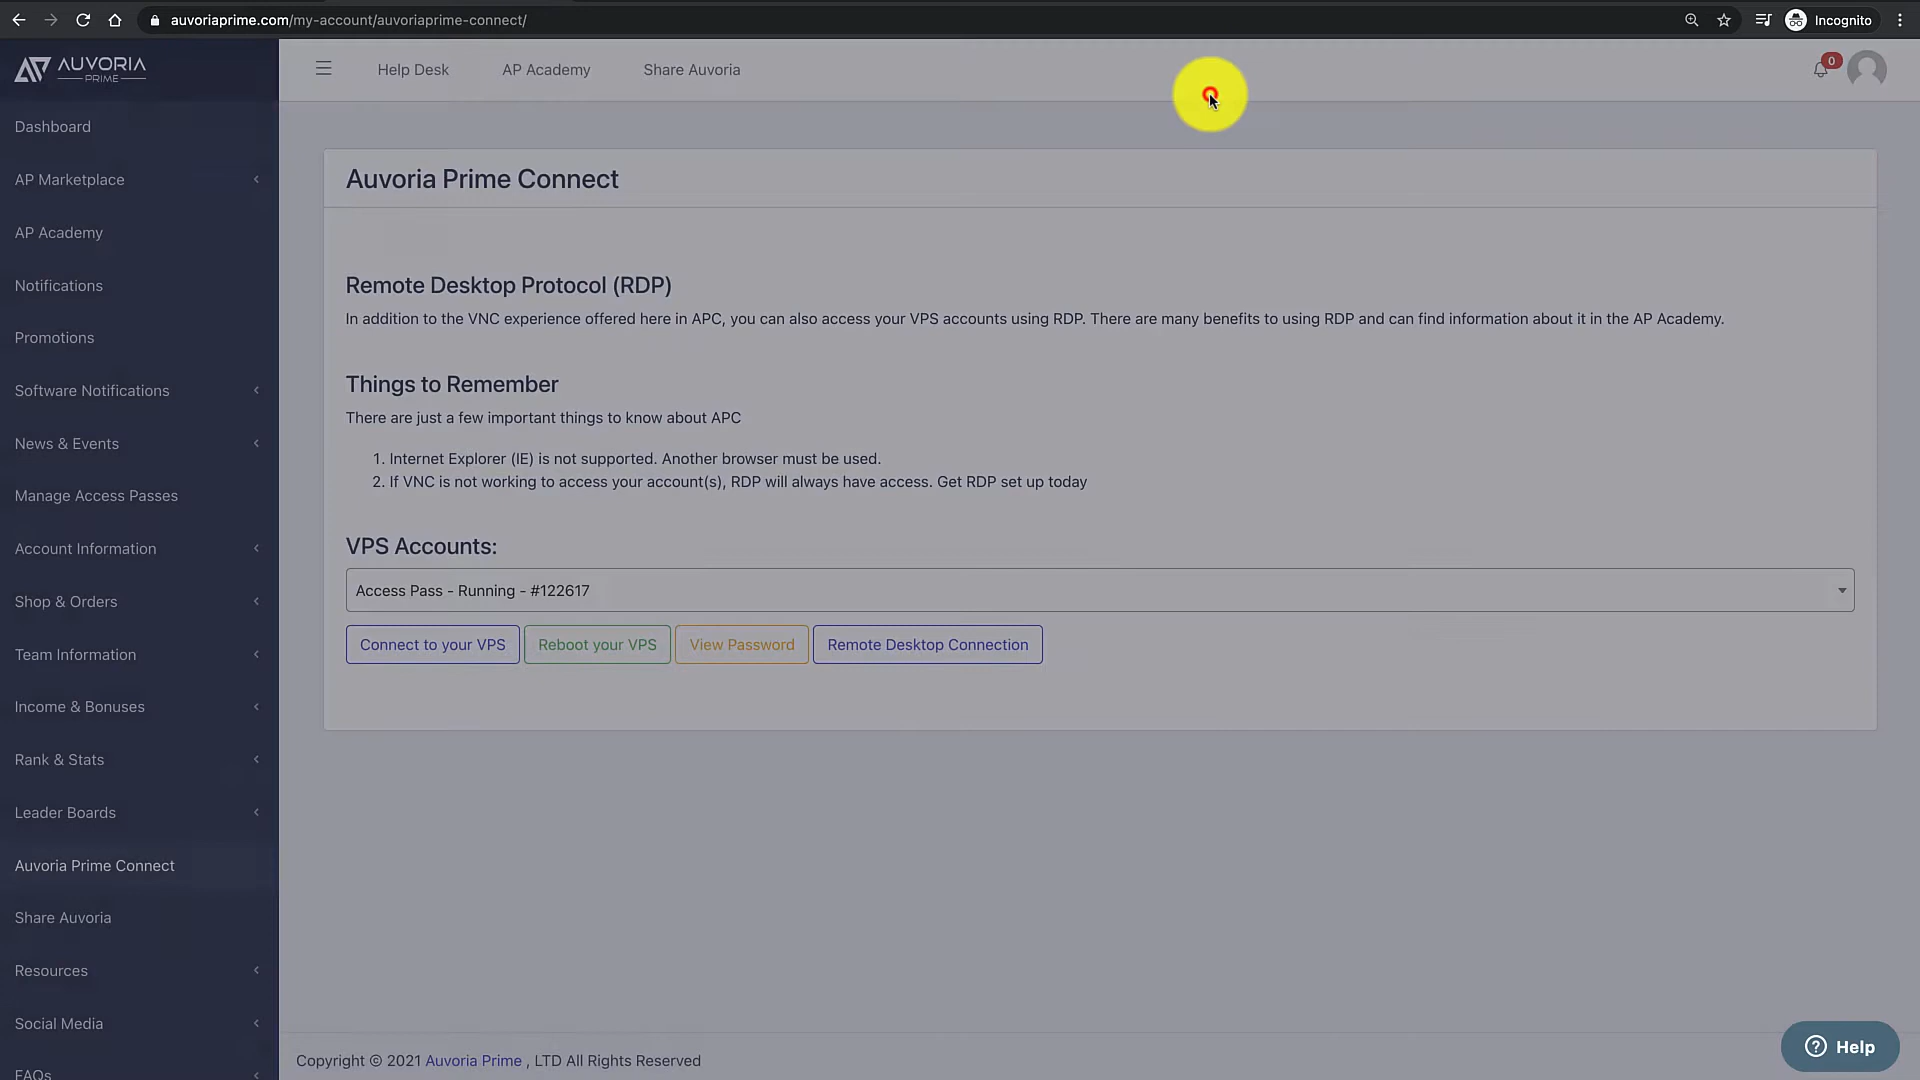 auvoriaprime.com/my-account/auvoriaprime-connect/
Incognito
AUVORIA
PRIME
Help Desk
AP Academy
Share Auvoria
0
Dashboard
AP Marketplace
AP Academy
Notifications
Promotions
Software Notifications
News & Events
Manage Access Passes
Account Information
Shop & Orders
Team Information
Income & Bonuses
Rank & Stats
Leader Boards
Auvoria Prime Connect
Share Auvoria
Resources
Social Media
FAQs
Auvoria Prime Connect
Remote Desktop Protocol (RDP)
In addition to the VNC experience offered here in APC, you can also access your VPS accounts using RDP. There are many benefits to using RDP and can find information about it in the AP Academy.
Things to Remember
There are just a few important things to know about APC
1. Internet Explorer (IE) is not supported. Another browser must be used.
2. If VNC is not working to access your account(s), RDP will always have access. Get RDP set up today
VPS Accounts:
Access Pass - Running - #122617
Connect to your VPS
Reboot your VPS
View Password
Remote Desktop Connection
Copyright © 2021 Auvoria Prime , LTD All Rights Reserved
? Help